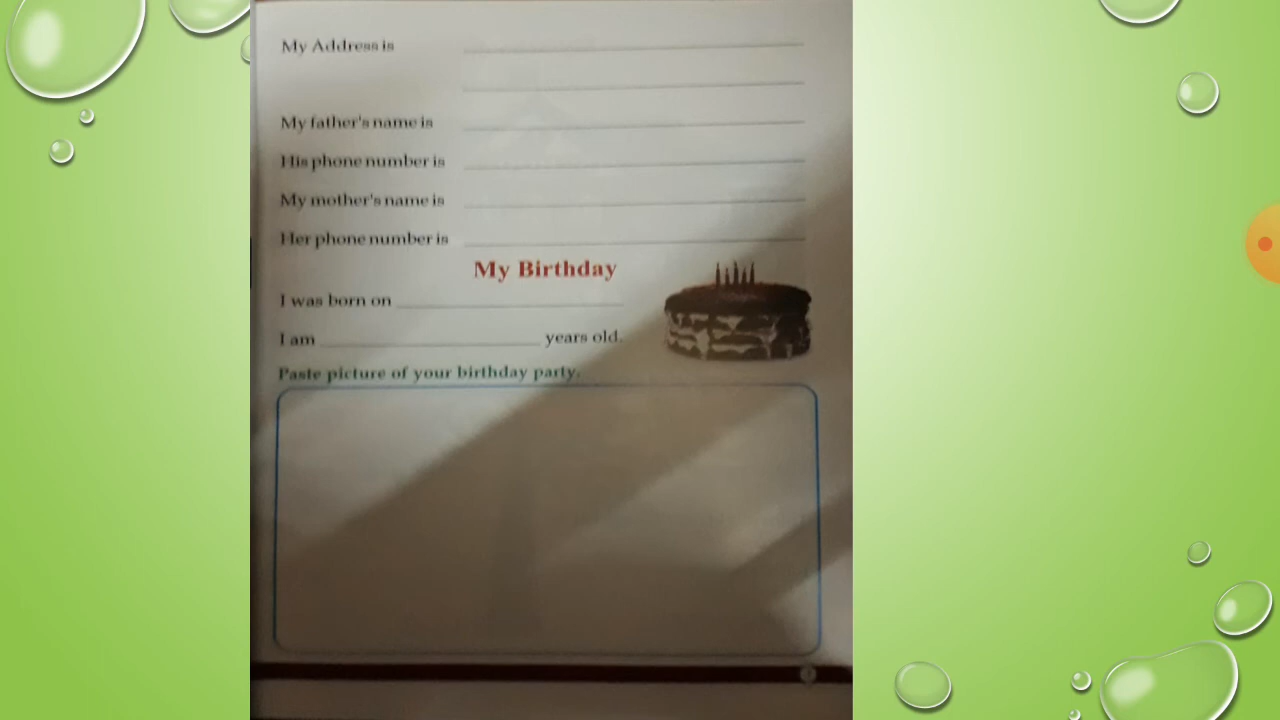 My Address is
My father's name is
His phone number is
My mother's name is
Her phone number is
My Birthday
I was born on
I am years old.
Paste picture of your birthday party.